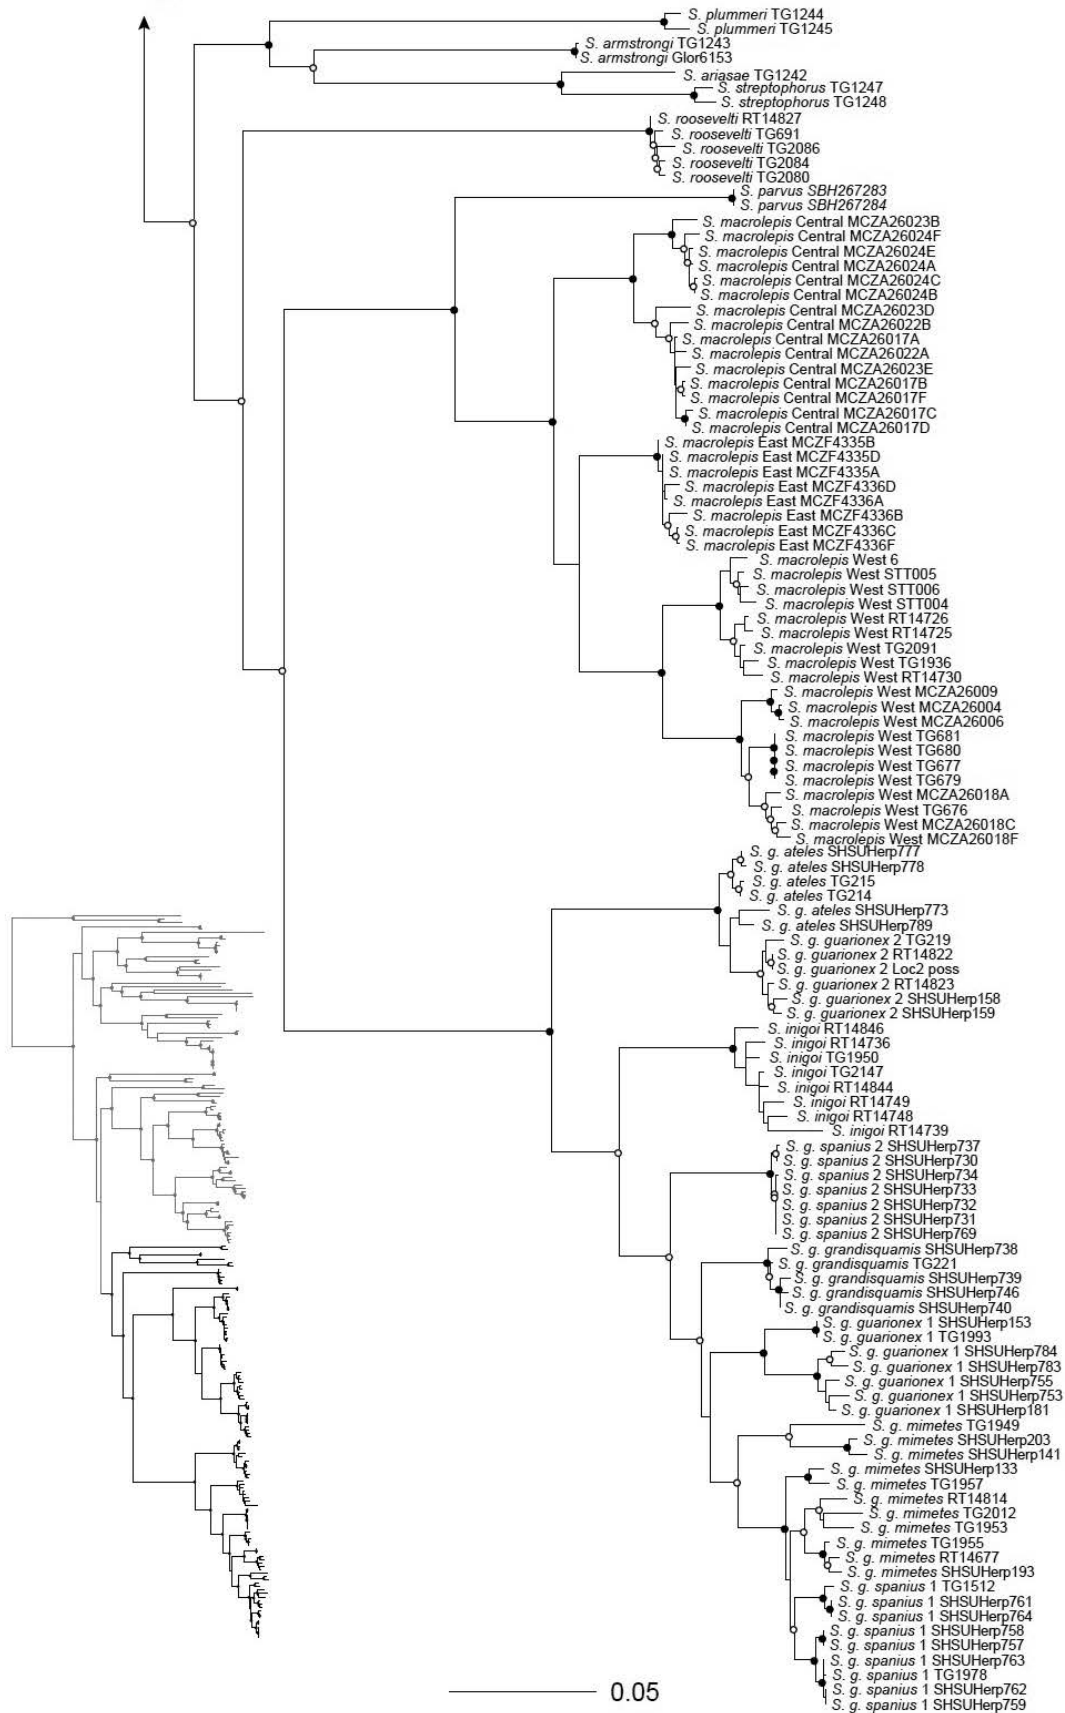 S. plummeri TG1244
S. plummeri TG1245
S. armstrongi TG1243
S. armstrongi Glor6153
S. ariasae TG1242
S. streptophorus TG1247
S. streptophorus TG1248
S. roosevelti RT14827
S. roosevelti TG691
S. roosevelti TG2086
S. roosevelti TG2084
S. roosevelti TG2080
S. parvus SBH267283
S. parvus SBH267284
S. macrolepis Central MCZA26023B
S. macrolepis Central MCZA26024F
S. macrolepis Central MCZA26024E
S. macrolepis Central MCZA26024A
S. macrolepis Central MCZA26024C
S. macrolepis Central MCZA26024B
S. macrolepis Central MCZA26023D
S. macrolepis Central MCZA26022B
S. macrolepis Central MCZA26017A
S. macrolepis Central MCZA26022A
S. macrolepis Central MCZA26023E
S. macrolepis Central MCZA26017B
S. macrolepis Central MCZA26017F
S. macrolepis Central MCZA26017C
S. macrolepis Central MCZA26017D
S. macrolepis East MCZF4335B
S. macrolepis East MCZF4335D
S. macrolepis East MCZF4335A
S. macrolepis East MCZF4336D
S. macrolepis East MCZF4336A
S. macrolepis East MCZF4336B
S. macrolepis East MCZF4336C
S. macrolepis East MCZF4336F
S. macrolepis West 6
S. macrolepis West STT005
S. macrolepis West STT006
S. macrolepis West STT004
S. macrolepis West RT14726
S. macrolepis West RT14725
S. macrolepis West TG2091
S. macrolepis West TG1936
S. macrolepis West RT14730
S. macrolepis West MCZA26009
S. macrolepis West MCZA26004
S. macrolepis West MCZA26006
S. macrolepis West TG681
S. macrolepis West TG680
S. macrolepis West TG677
S. macrolepis West TG679
S. macrolepis West MCZA26018A
S. macrolepis West TG676
S. macrolepis West MCZA26018C
S. macrolepis West MCZA26018F
S. g. ateles SHSUHerp777
S. g. ateles SHSUHerp778
S. g. ateles TG215
S. g. ateles TG214
S. g. ateles SHSUHerp773
S. g. ateles SHSUHerp789
S. g. guarionex 2 TG219
S. g. guarionex 2 RT14822
S. g. guarionex 2 Loc2 poss
S. g. guarionex 2 RT14823
S. g. guarionex 2 SHSUHerp158
S. g. guarionex 2 SHSUHerp159
S. inigoi RT14846
S. inigoi RT14736
S. inigoi TG1950
S. inigoi TG2147
S. inigoi RT14844
S. inigoi RT14749
S. inigoi RT14748
S. inigoi RT14739
S. g. spanius 2 SHSUHerp737
S. g. spanius 2 SHSUHerp730
S. g. spanius 2 SHSUHerp734
S. g. spanius 2 SHSUHerp733
S. g. spanius 2 SHSUHerp732
S. g. spanius 2 SHSUHerp731
S. g. spanius 2 SHSUHerp769
S. g. grandisquamis SHSUHerp738
S. g. grandisquamis TG221
S. g. grandisquamis SHSUHerp739
S. g. grandisquamis SHSUHerp746
S. g. grandisquamis SHSUHerp740
S. g. guarionex 1 SHSUHerp153
S. g. guarionex 1 TG1993
S. g. guarionex 1 SHSUHerp784
S. g. guarionex 1 SHSUHerp783
S. g. guarionex 1 SHSUHerp755
S. g. guarionex 1 SHSUHerp753
S. g. guarionex 1 SHSUHerp181
S. g. mimetes TG1949
S. g. mimetes SHSUHerp203
S. g. mimetes SHSUHerp141
S. g. mimetes SHSUHerp133
S. g. mimetes TG1957
S. g. mimetes RT14814
S. g. mimetes TG2012
S. g. mimetes TG1953
S. g. mimetes TG1955
S. g. mimetes RT14677
S. g. mimetes SHSUHerp193
S. g. spanius 1 TG1512
S. g. spanius 1 SHSUHerp761
S. g. spanius 1 SHSUHerp764
S. g. spanius 1 SHSUHerp758
S. g. spanius 1 SHSUHerp757
S. g. spanius 1 SHSUHerp763
S. g. spanius 1 TG1978
S. g. spanius 1 SHSUHerp762
S. g. spanius 1 SHSUHerp759
0.05